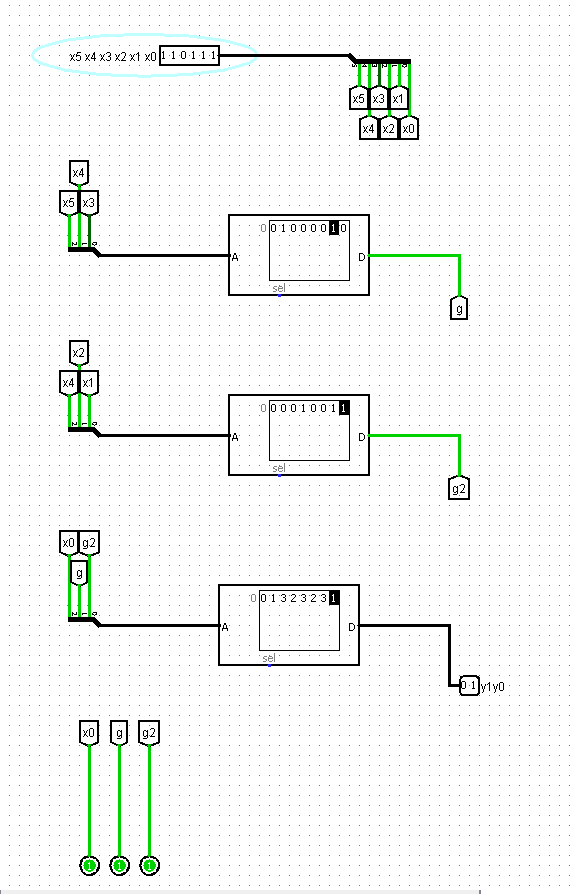 x5 x4 x3 x2 x1 x0 1 1 0 1 1 1
x5 x3 x1
x4 x2 x0
x4
x5 x3
0 0 1 0 0 0 0 1 0
A D
sel
g
x2
x4 x1
0 0 0 0 1 0 0 1 1
A D
sel
g2
x0 g2
g
0 0 1 3 2 3 2 3 1
A D
sel
0 1 y1y0
x0 g g2
1 1 1